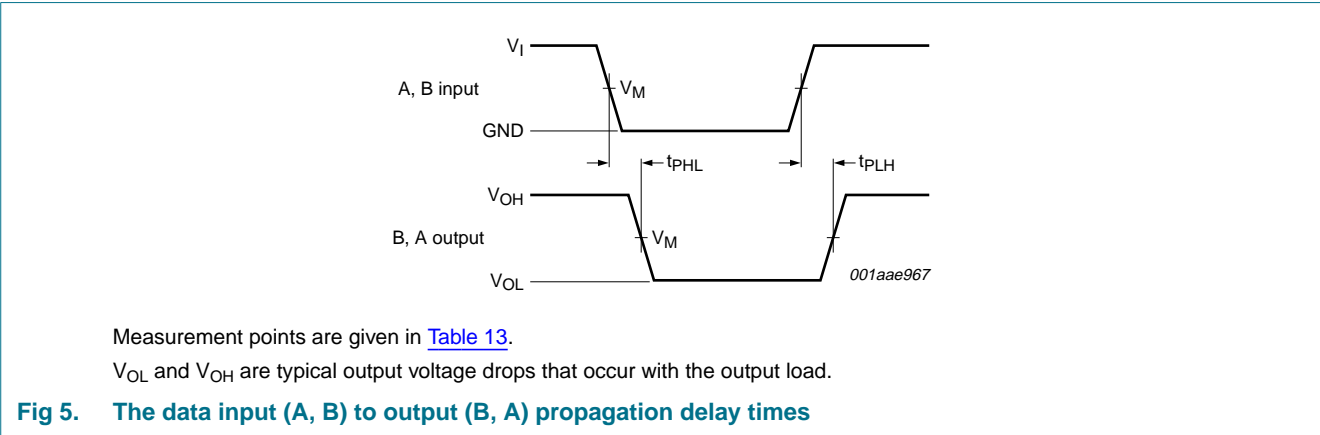 V_I
A, B input
V_M
GND
t_PHL
t_PLH
V_OH
B, A output
V_M
V_OL
001aae967
Measurement points are given in Table 13.
V_OL and V_OH are typical output voltage drops that occur with the output load.
Fig 5. The data input (A, B) to output (B, A) propagation delay times